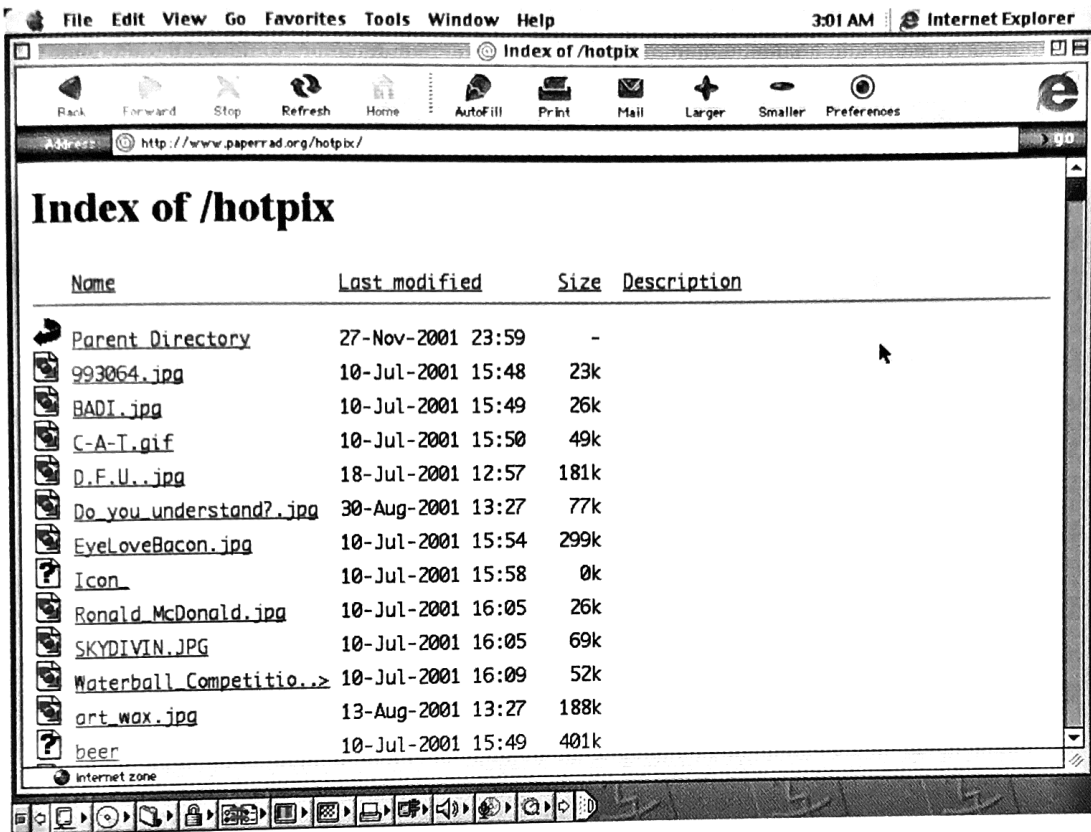 File Edit View Go Favorites Tools Window Help 3:01 AM Internet Explorer
Index of /hotpix
Back Forward Stop Refresh Home AutoFill Print Mail Larger Smaller Preferences
Address: http://www.paperrad.org/hotpix/ go
Index of /hotpix
Name Last modified Size Description
Parent Directory 27-Nov-2001 23:59 -
993064.jpg 10-Jul-2001 15:48 23k
BADI.jpg 10-Jul-2001 15:49 26k
C-A-T.gif 10-Jul-2001 15:50 49k
D.F.U..jpg 18-Jul-2001 12:57 181k
Do_you_understand?.jpg 30-Aug-2001 13:27 77k
EyeLoveBacon.jpg 10-Jul-2001 15:54 299k
Icon_ 10-Jul-2001 15:58 0k
Ronald_McDonald.jpg 10-Jul-2001 16:05 26k
SKYDIVIN.JPG 10-Jul-2001 16:05 69k
Waterball_Competitio..> 10-Jul-2001 16:09 52k
art_wax.jpg 13-Aug-2001 13:27 188k
beer 10-Jul-2001 15:49 401k
Internet zone